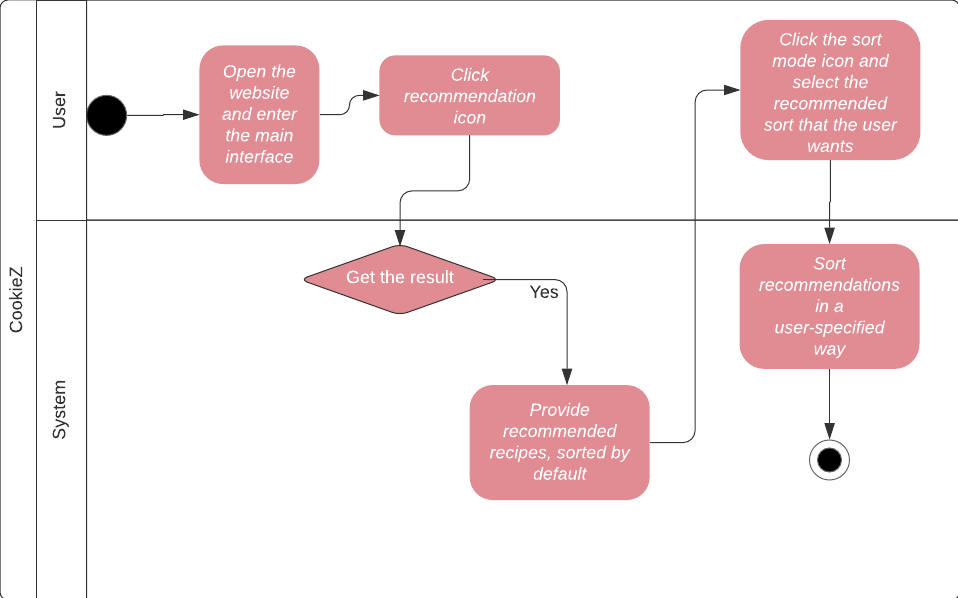 CookieZ
User
Open the
website
and enter
the main
interface
Click
recommendation
icon
Click the sort
mode icon and
select the
recommended
sort that the user
wants
System
Get the result
Yes
Provide
recommended
recipes, sorted by
default
Sort
recommendations
in a
user-specified
way